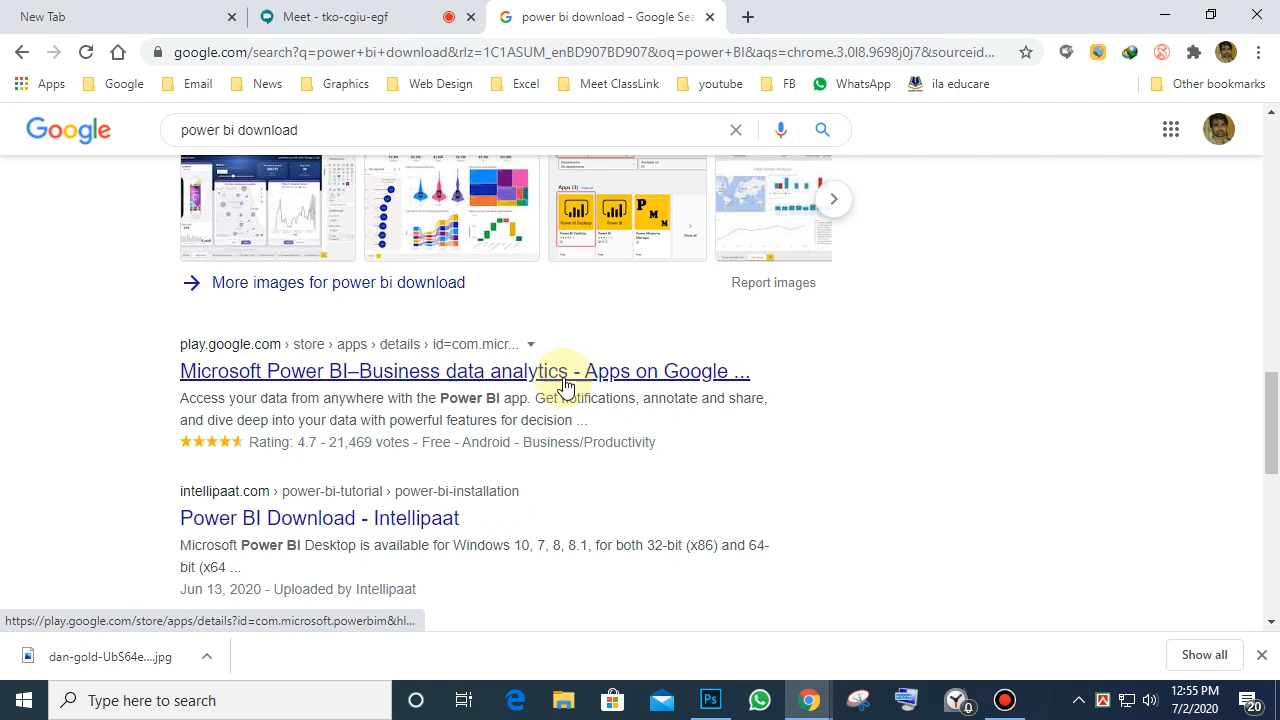 New Tab
Meet - tko-cgiu-egf
power bi download - Google Sea
google.com/search?q=power+bi+download&rlz=1C1ASUM_enBD907BD907&oq=power+BI&aqs=chrome.3.0l8.9698j0j7&sourceid...
Apps Google Email News Graphics Web Design Excel Meet ClassLink youtube FB WhatsApp ila educare Other bookmarks
Google power bi download
Apps (3)
More images for power bi download
Report images
play.google.com › store › apps › details › id=com.micr...
Microsoft Power BI–Business data analytics - Apps on Google ...
Access your data from anywhere with the Power BI app. Get notifications, annotate and share,
and dive deep into your data with powerful features for decision ...
Rating: 4.7 - 21,469 votes - Free - Android - Business/Productivity
intellipaat.com › power-bi-tutorial › power-bi-installation
Power BI Download - Intellipaat
Microsoft Power BI Desktop is available for Windows 10, 7, 8, 8.1, for both 32-bit (x86) and 64-
bit (x64 ...
Jun 13, 2020 - Uploaded by Intellipaat
https://play.google.com/store/apps/details?id=com.microsoft.powerbim&hl...
dan-gold-UbS64e....jpg
Show all
Type here to search
Ps
0
12:55 PM
7/2/2020
20